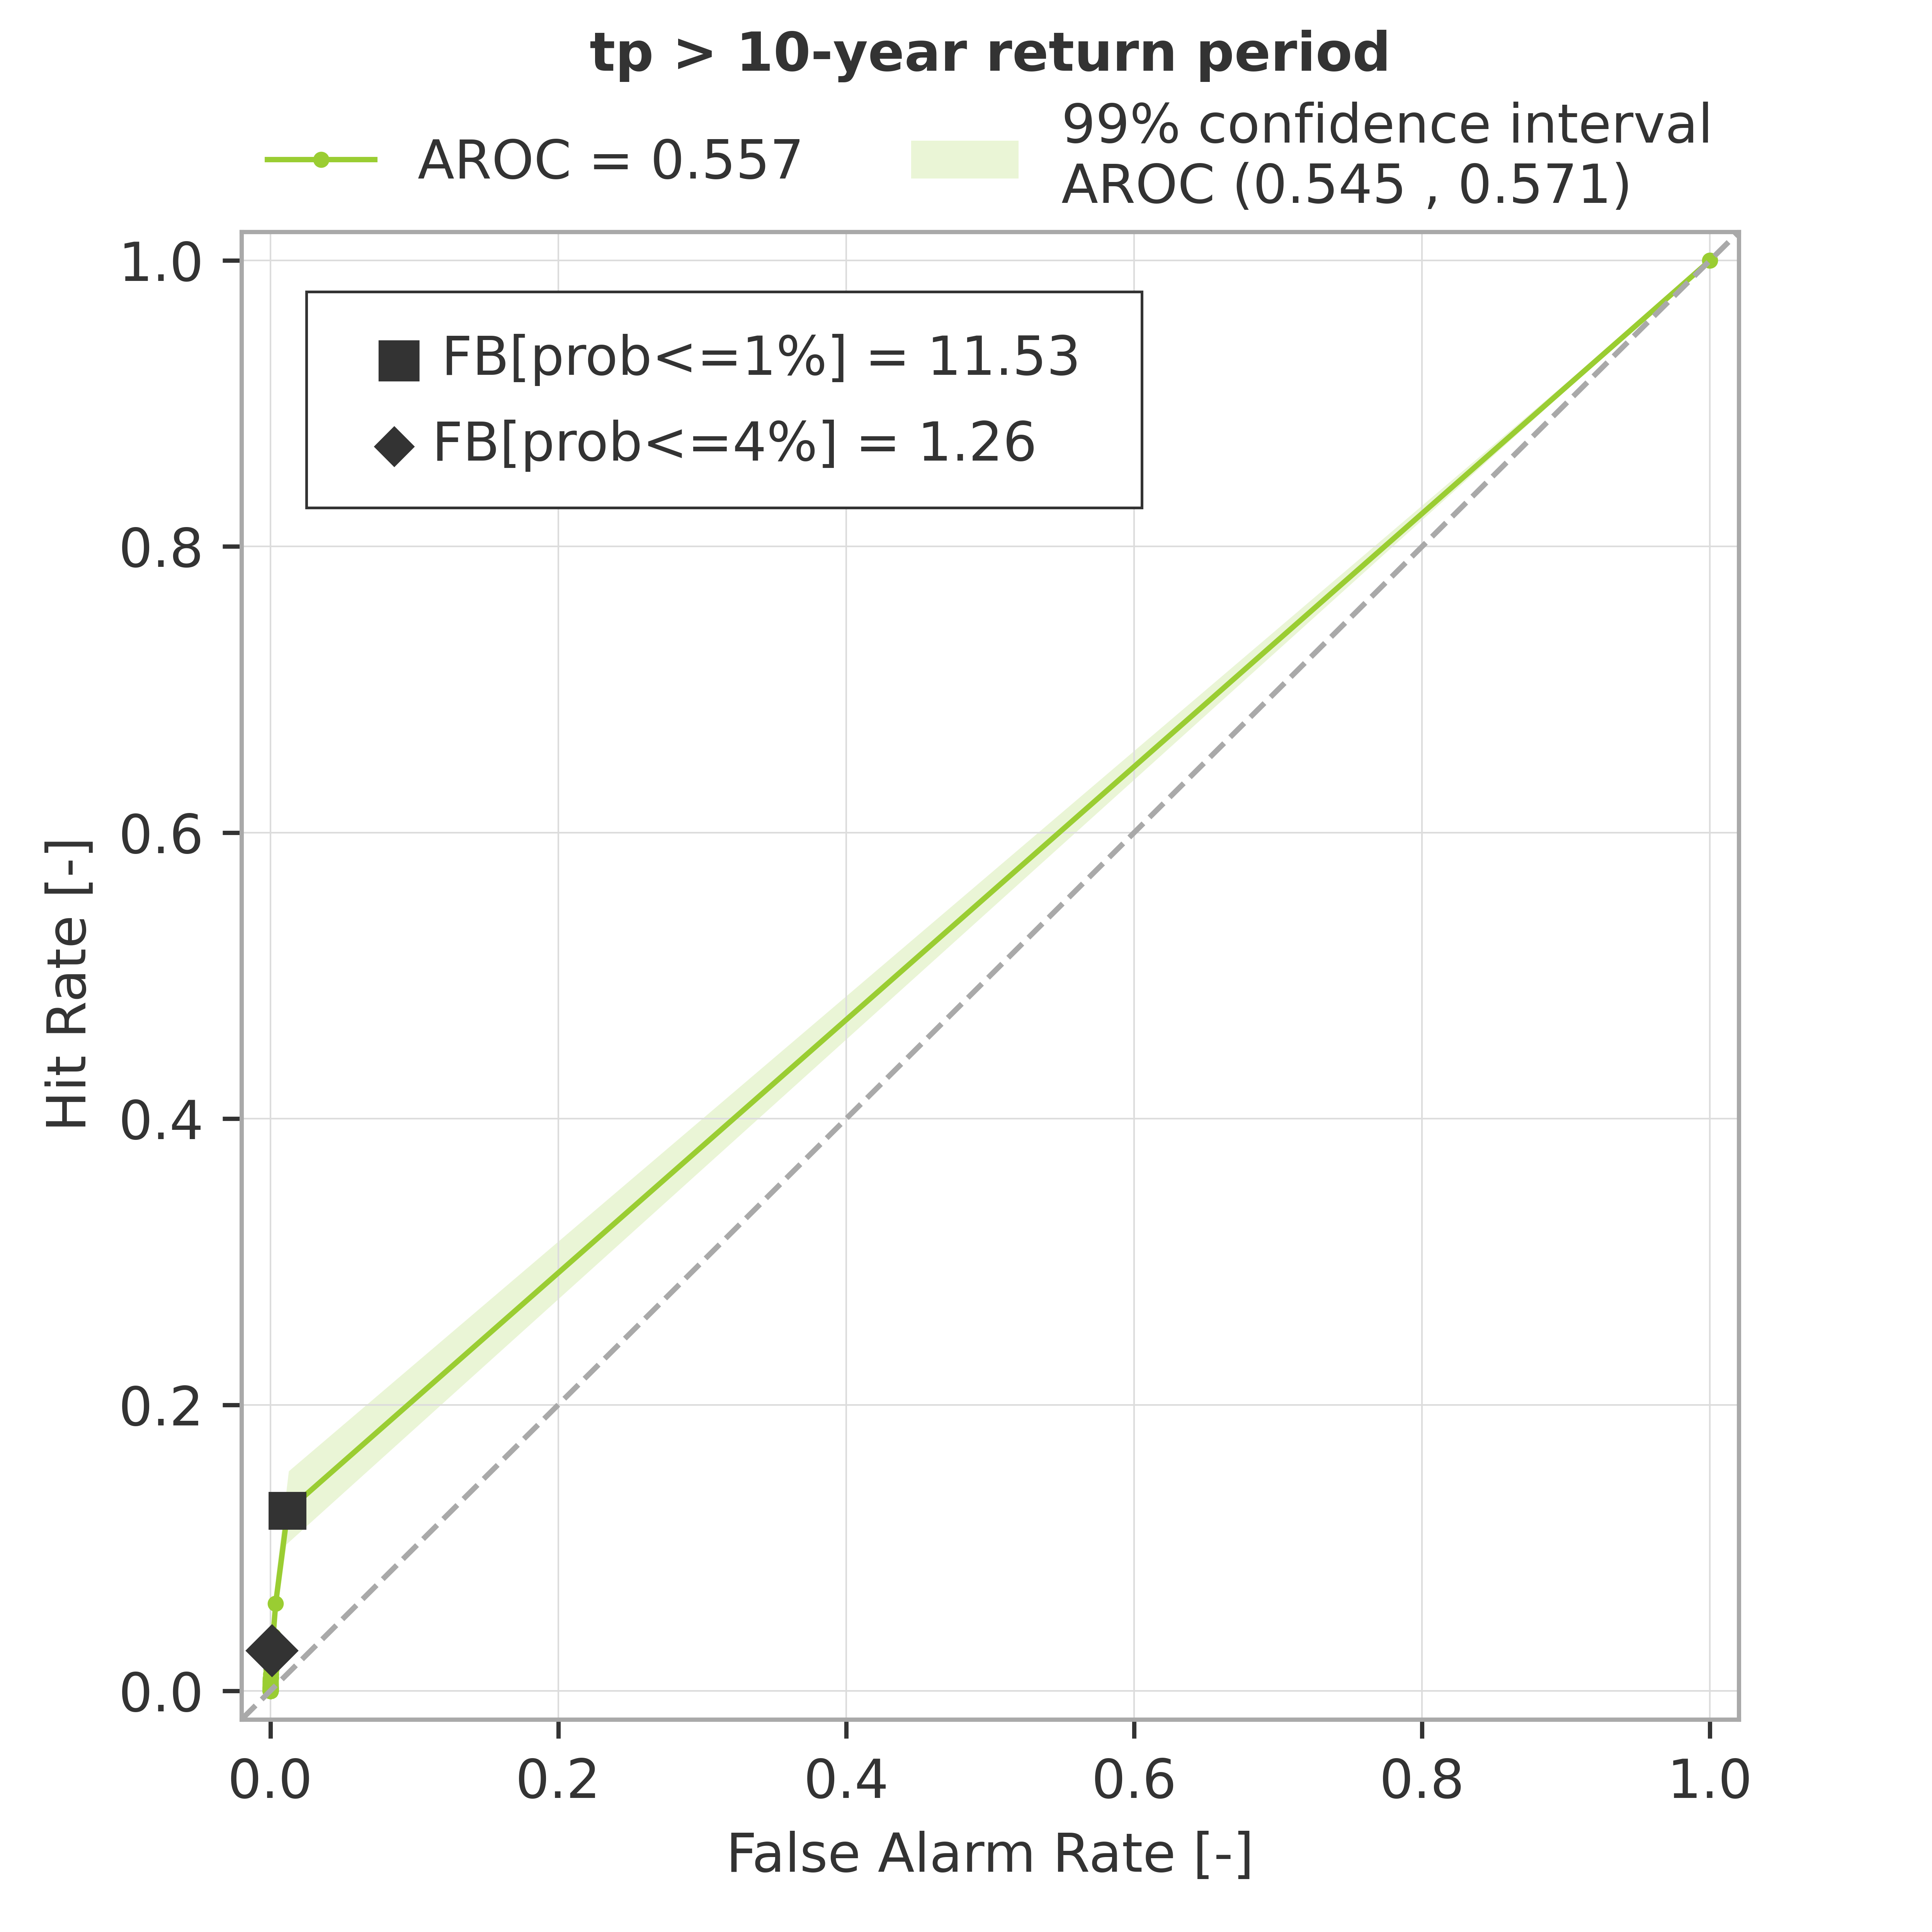 tp > 10-year return period
AROC = 0.557
99% confidence interval
AROC (0.545 , 0.571)
1.0
FB[prob<=1%] = 11.53
FB[prob<=4%] = 1.26
0.8
0.6
0.4
0.2
0.0
Hit Rate [-]
0.0 0.2 0.4 0.6 0.8 1.0
False Alarm Rate [-]